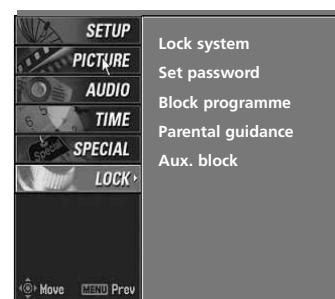 SETUP
PICTURE
AUDIO
TIME
SPECIAL
LOCK
Move MENU Prev
Lock system
Set password
Block programme
Parental guidance
Aux. block